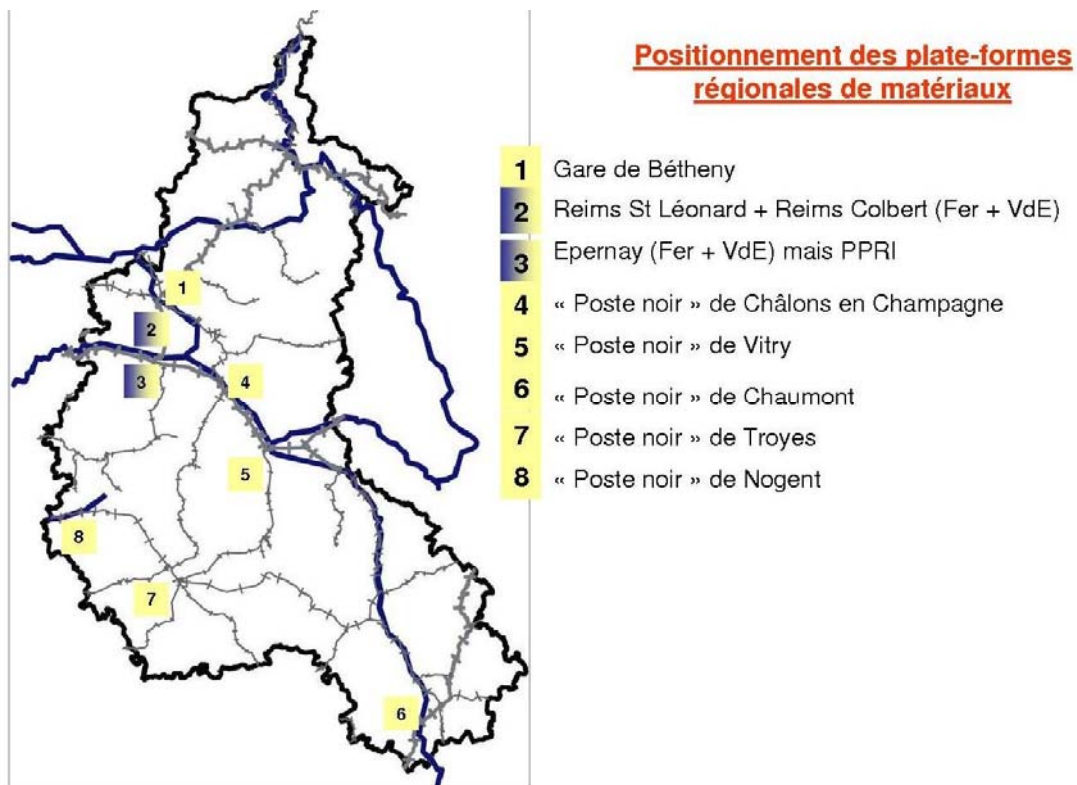 Positionnement des plate-formes
régionales de matériaux
1 Gare de Bétheny
2 Reims St Léonard + Reims Colbert (Fer + VdE)
3 Epernay (Fer + VdE) mais PPRI
4 « Poste noir » de Châlons en Champagne
5 « Poste noir » de Vitry
6 « Poste noir » de Chaumont
7 « Poste noir » de Troyes
8 « Poste noir » de Nogent
1
2
3
4
5
8
7
6